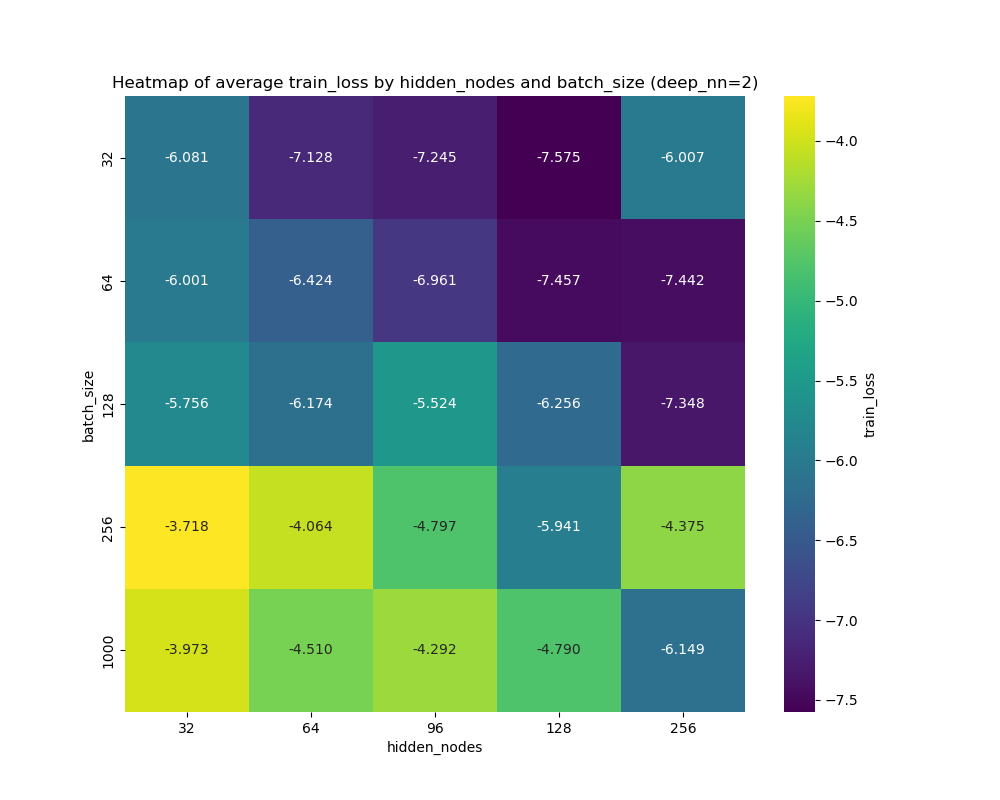 Heatmap of average train_loss by hidden_nodes and batch_size (deep_nn=2)
32 -6.081 -7.128 -7.245 -7.575 -6.007
64 -6.001 -6.424 -6.961 -7.457 -7.442
128 -5.756 -6.174 -5.524 -6.256 -7.348
256 -3.718 -4.064 -4.797 -5.941 -4.375
1000 -3.973 -4.510 -4.292 -4.790 -6.149
batch_size
32 64 96 128 256
hidden_nodes
−4.0
−4.5
−5.0
−5.5
−6.0
−6.5
−7.0
−7.5
train_loss